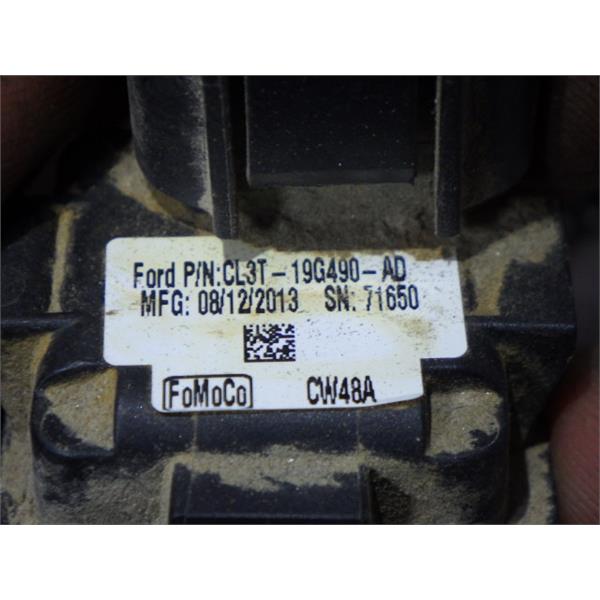 Ford P/N:CL3T-19G490-AD
MFG: 08/12/2013 SN: 71650
FoMoCo CW48A